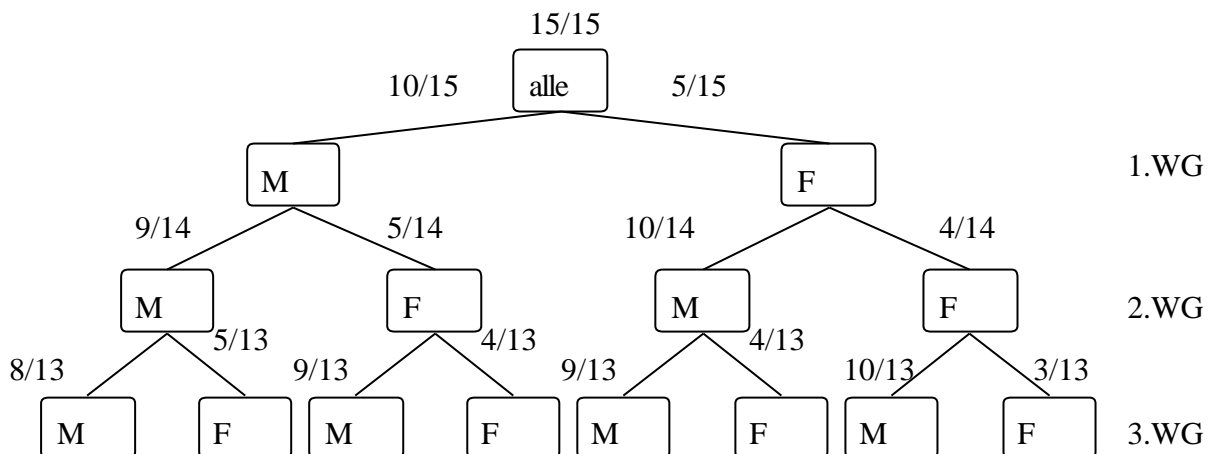 15/15
10/15 alle 5/15
M F 1.WG
9/14 5/14 10/14 4/14
M F M F 2.WG
5/13 4/13 4/13
8/13 9/13 9/13 10/13 3/13
M F M F M F M F 3.WG